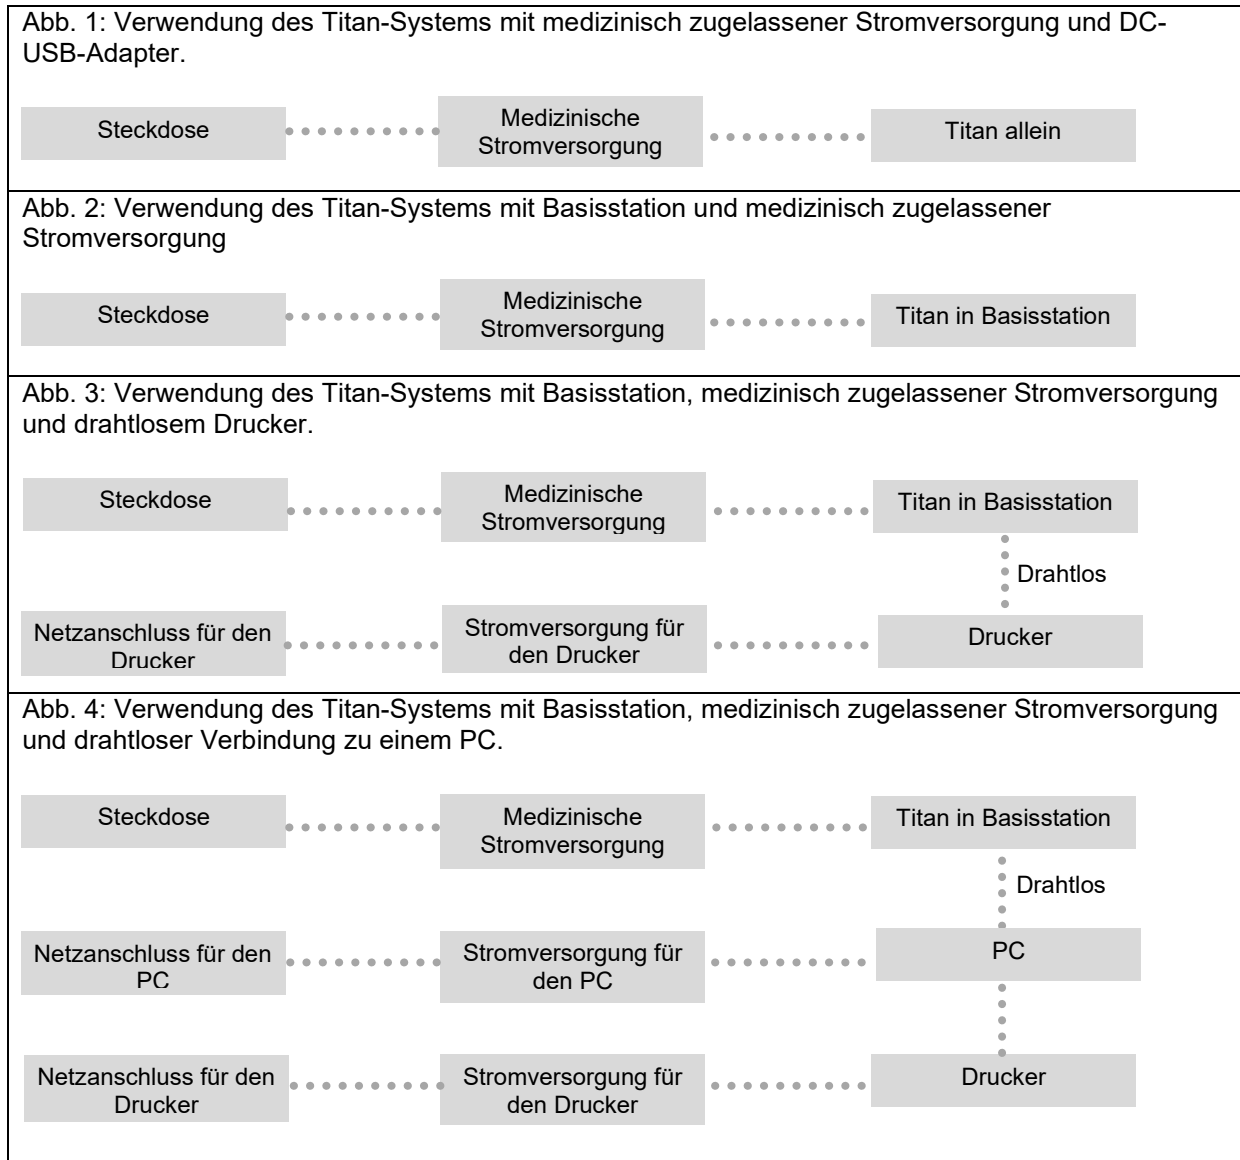 Abb. 1: Verwendung des Titan-Systems mit medizinisch zugelassener Stromversorgung und DC-
USB-Adapter.
Steckdose
Medizinische
Stromversorgung
Titan allein
Abb. 2: Verwendung des Titan-Systems mit Basisstation und medizinisch zugelassener
Stromversorgung
Steckdose
Medizinische
Stromversorgung
Titan in Basisstation
Abb. 3: Verwendung des Titan-Systems mit Basisstation, medizinisch zugelassener Stromversorgung
und drahtlosem Drucker.
Steckdose
Medizinische
Stromversorgung
Titan in Basisstation
Drahtlos
Netzanschluss für den
Drucker
Stromversorgung für
den Drucker
Drucker
Abb. 4: Verwendung des Titan-Systems mit Basisstation, medizinisch zugelassener Stromversorgung
und drahtloser Verbindung zu einem PC.
Steckdose
Medizinische
Stromversorgung
Titan in Basisstation
Drahtlos
Netzanschluss für den
PC
Stromversorgung für
den PC
PC
Netzanschluss für den
Drucker
Stromversorgung für
den Drucker
Drucker